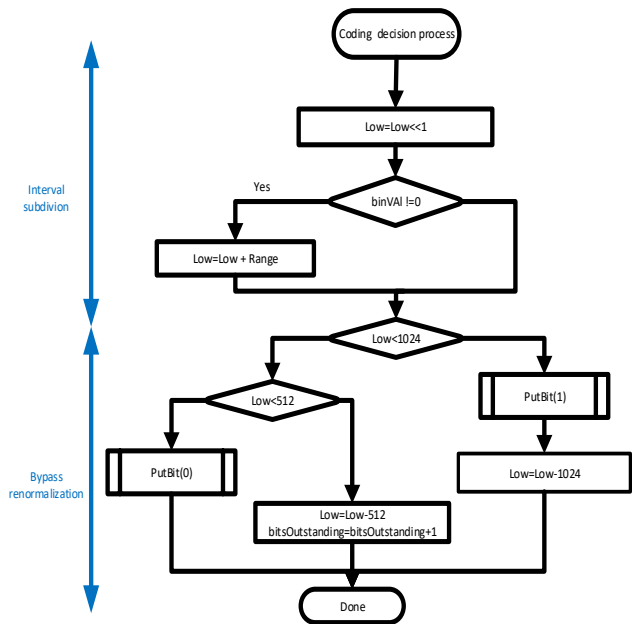 Coding decision process
Low=Low<<1
Interval
subdivion
Yes
binVAl !=0
Low=Low + Range
Low<1024
Low<512
PutBit(1)
PutBit(0)
Low=Low-1024
Bypass
renormalization
Low=Low-512
bitsOutstanding=bitsOutstanding+1
Done